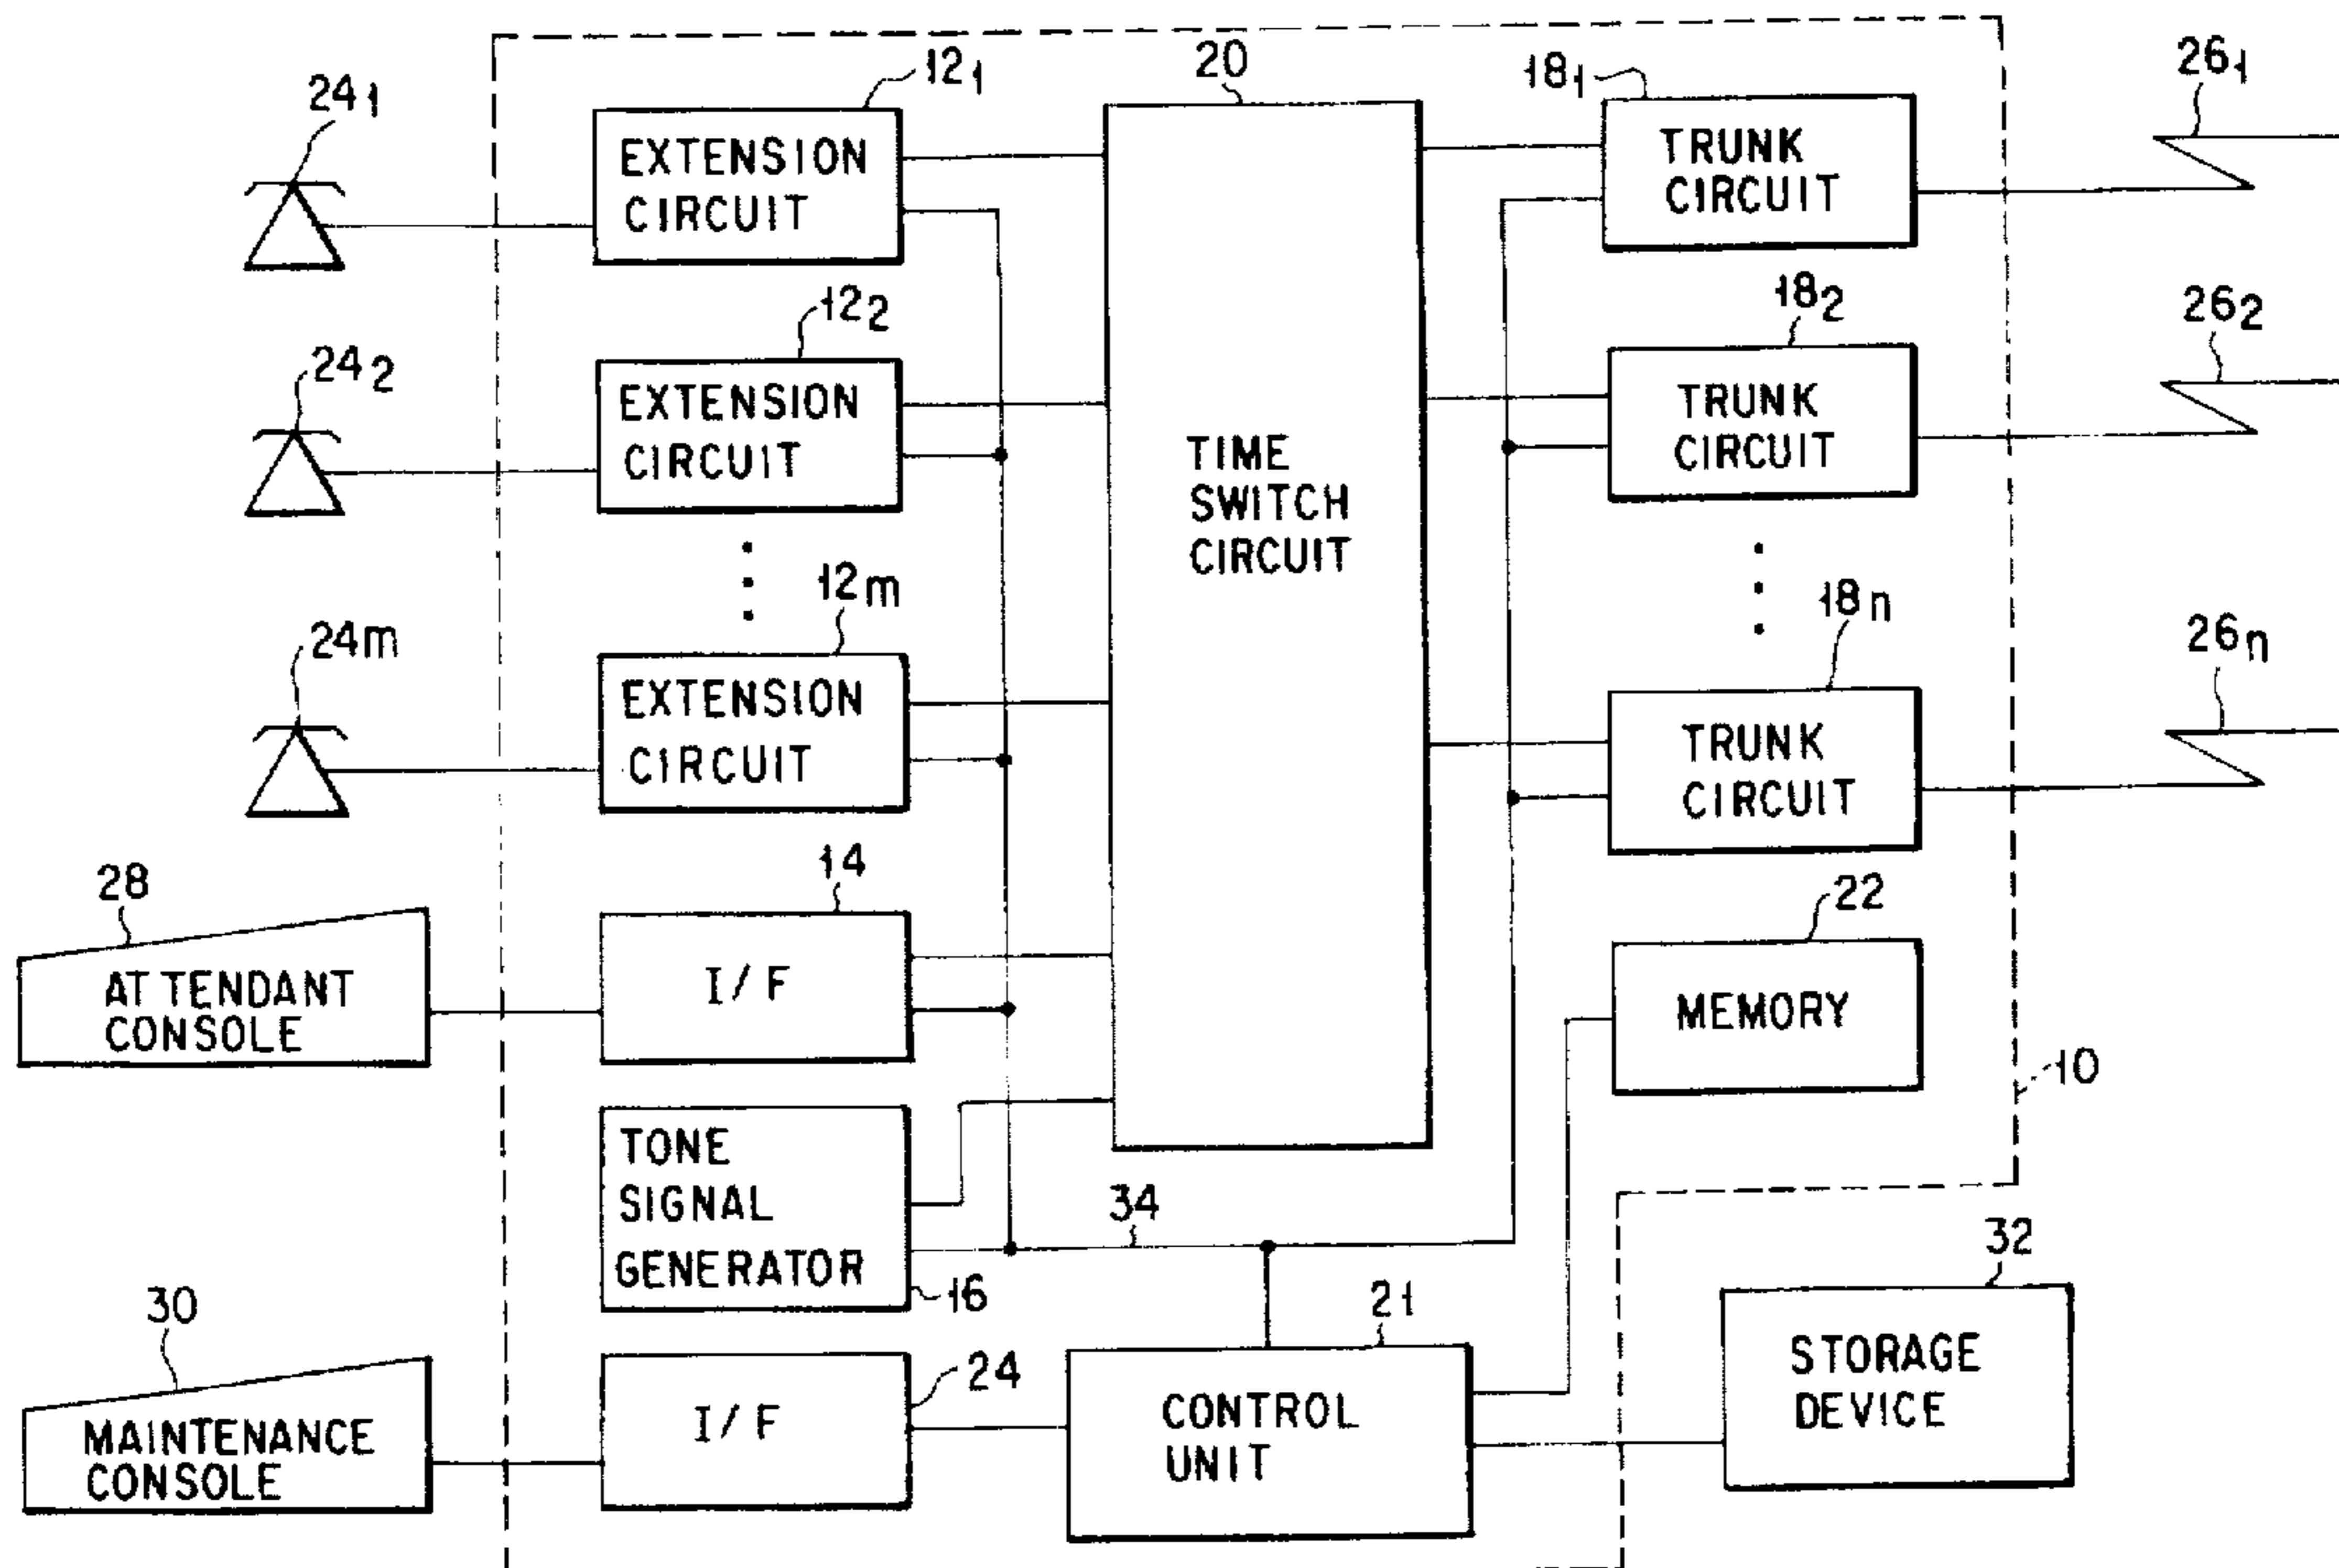 24₁
12₁
20
18₁
26₁
EXTENSION
CIRCUIT
TRUNK
CIRCUIT
24₂
12₂
18₂
26₂
EXTENSION
CIRCUIT
TRUNK
CIRCUIT
TIME
SWITCH
CIRCUIT
24m
12m
18n
26n
EXTENSION
CIRCUIT
TRUNK
CIRCUIT
28
14
22
ATTENDANT
CONSOLE
I/F
MEMORY
10
TONE
SIGNAL
GENERATOR
16
34
32
30
24
21
MAINTENANCE
CONSOLE
I/F
CONTROL
UNIT
STORAGE
DEVICE